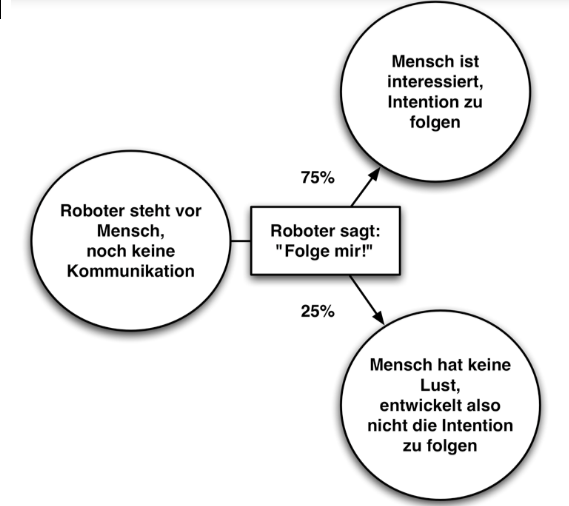 Mensch ist
interessiert,
Intention zu
folgen
75%
Roboter steht vor
Mensch,
noch keine
Kommunikation
Roboter sagt:
"Folge mir!"
25%
Mensch hat keine
Lust,
entwickelt also
nicht die Intention
zu folgen